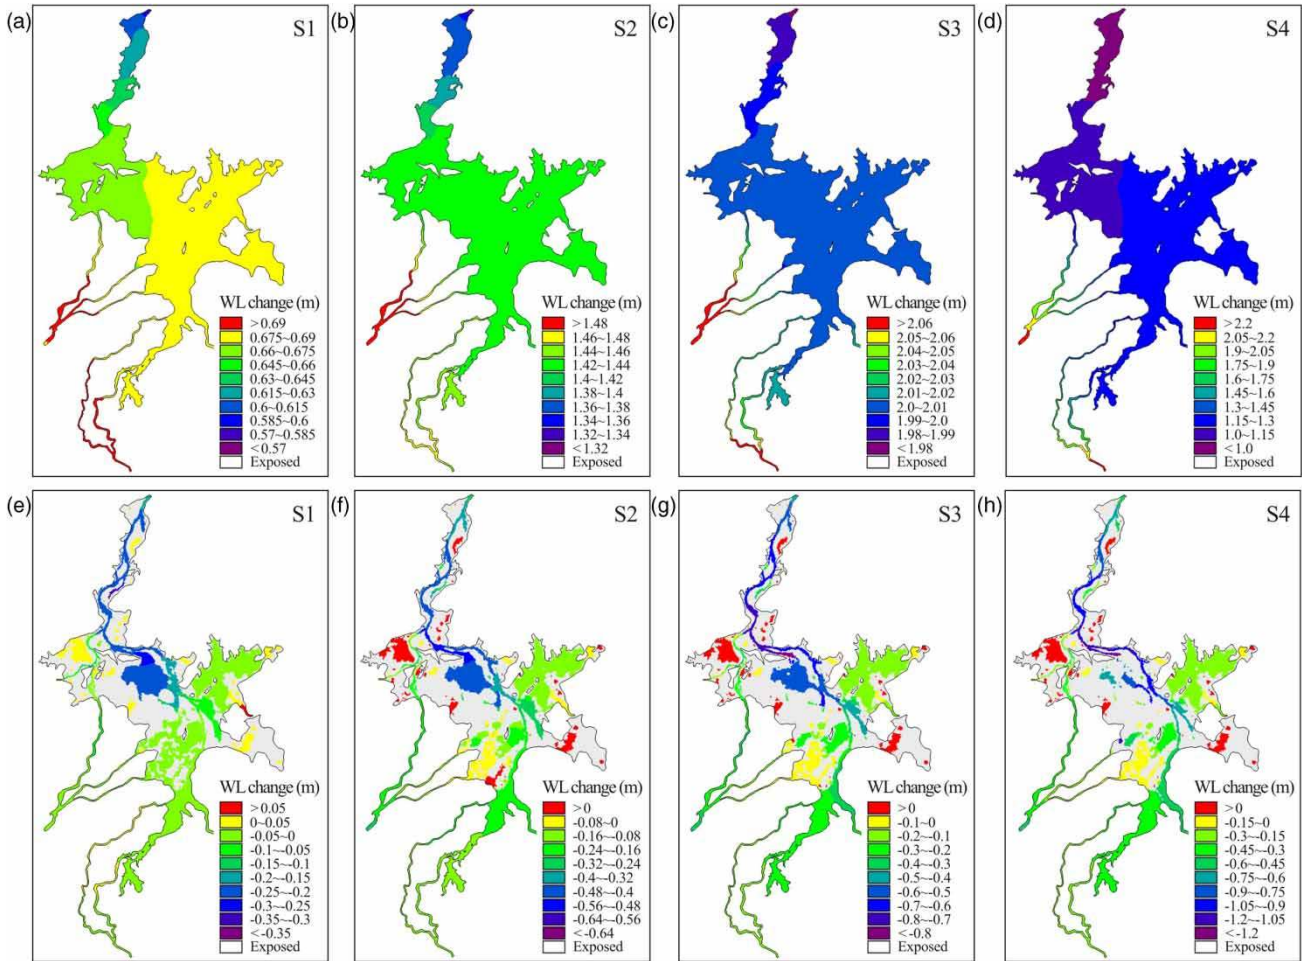 (a)
S1
WL change (m)
>0.69
0.675~0.69
0.66~0.675
0.645~0.66
0.63~0.645
0.615~0.63
0.6~0.615
0.585~0.6
0.57~0.585
<0.57
Exposed
(b)
S2
WL change (m)
>1.48
1.46~1.48
1.44~1.46
1.42~1.44
1.4~1.42
1.38~1.4
1.36~1.38
1.34~1.36
1.32~1.34
<1.32
Exposed
(c)
S3
WL change (m)
>2.06
2.05~2.06
2.04~2.05
2.03~2.04
2.02~2.03
2.01~2.02
2.0~2.01
1.99~2.0
1.98~1.99
<1.98
Exposed
(d)
S4
WL change (m)
>2.2
2.05~2.2
1.9~2.05
1.75~1.9
1.6~1.75
1.45~1.6
1.3~1.45
1.15~1.3
1.0~1.15
<1.0
Exposed
(e)
S1
WL change (m)
>0.05
0~0.05
-0.05~0
-0.1~-0.05
-0.15~-0.1
-0.2~-0.15
-0.25~-0.2
-0.3~-0.25
-0.35~-0.3
<-0.35
Exposed
(f)
S2
WL change (m)
>0
-0.08~0
-0.16~-0.08
-0.24~-0.16
-0.32~-0.24
-0.4~-0.32
-0.48~-0.4
-0.56~-0.48
-0.64~-0.56
<-0.64
Exposed
(g)
S3
WL change (m)
>0
-0.1~0
-0.2~-0.1
-0.3~-0.2
-0.4~-0.3
-0.5~-0.4
-0.6~-0.5
-0.7~-0.6
-0.8~-0.7
<-0.8
Exposed
(h)
S4
WL change (m)
>0
-0.15~0
-0.3~-0.15
-0.45~-0.3
-0.6~-0.45
-0.75~-0.6
-0.9~-0.75
-1.05~-0.9
-1.2~-1.05
<-1.2
Exposed